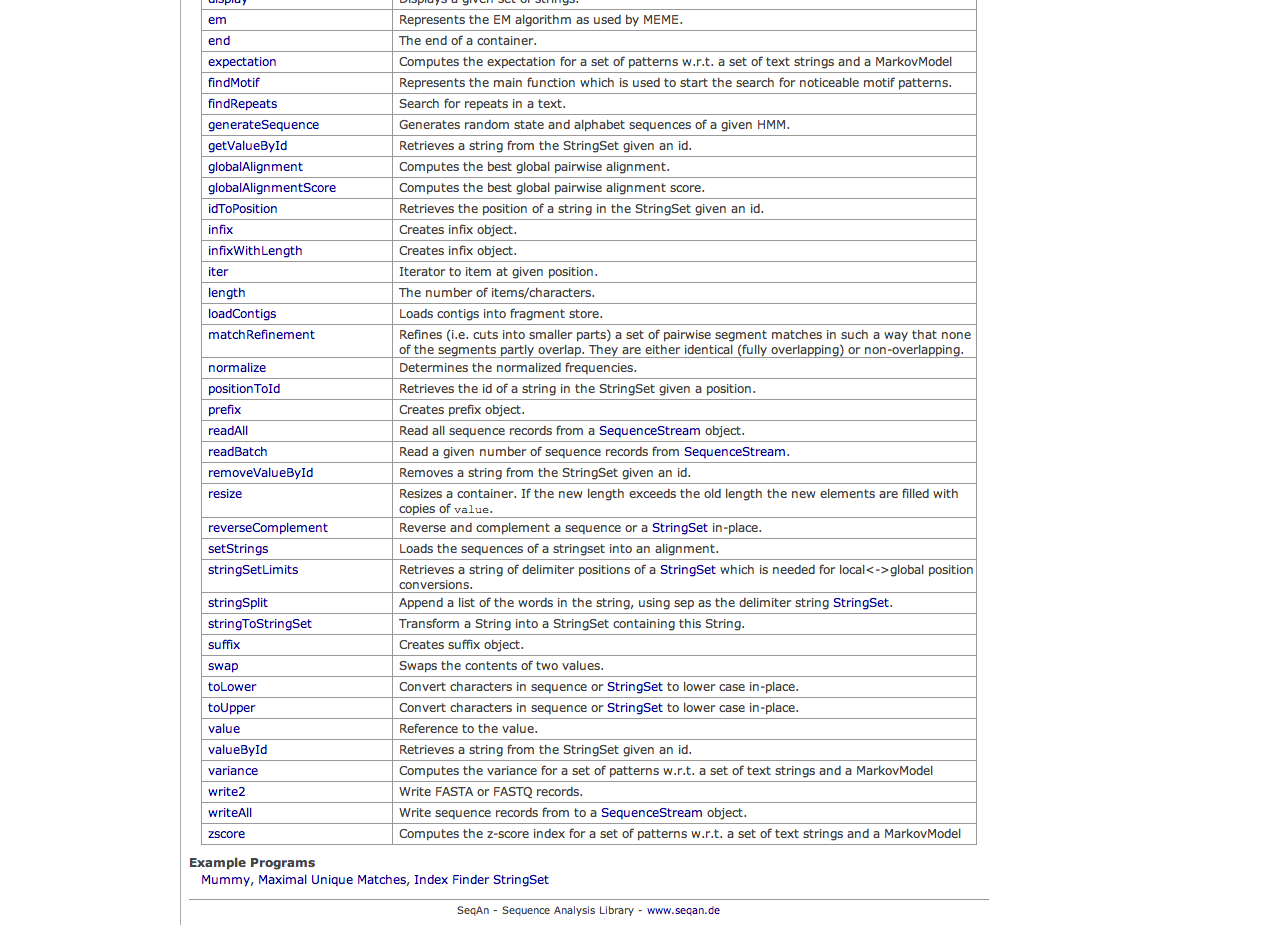 display Displays a given set of strings.
em Represents the EM algorithm as used by MEME.
end The end of a container.
expectation Computes the expectation for a set of patterns w.r.t. a set of text strings and a MarkovModel
findMotif Represents the main function which is used to start the search for noticeable motif patterns.
findRepeats Search for repeats in a text.
generateSequence Generates random state and alphabet sequences of a given HMM.
getValueById Retrieves a string from the StringSet given an id.
globalAlignment Computes the best global pairwise alignment.
globalAlignmentScore Computes the best global pairwise alignment score.
idToPosition Retrieves the position of a string in the StringSet given an id.
infix Creates infix object.
infixWithLength Creates infix object.
iter Iterator to item at given position.
length The number of items/characters.
loadContigs Loads contigs into fragment store.
matchRefinement Refines (i.e. cuts into smaller parts) a set of pairwise segment matches in such a way that none
of the segments partly overlap. They are either identical (fully overlapping) or non-overlapping.
normalize Determines the normalized frequencies.
positionToId Retrieves the id of a string in the StringSet given a position.
prefix Creates prefix object.
readAll Read all sequence records from a SequenceStream object.
readBatch Read a given number of sequence records from SequenceStream.
removeValueById Removes a string from the StringSet given an id.
resize Resizes a container. If the new length exceeds the old length the new elements are filled with
copies of value.
reverseComplement Reverse and complement a sequence or a StringSet in-place.
setStrings Loads the sequences of a stringset into an alignment.
stringSetLimits Retrieves a string of delimiter positions of a StringSet which is needed for local<->global position
conversions.
stringSplit Append a list of the words in the string, using sep as the delimiter string StringSet.
stringToStringSet Transform a String into a StringSet containing this String.
suffix Creates suffix object.
swap Swaps the contents of two values.
toLower Convert characters in sequence or StringSet to lower case in-place.
toUpper Convert characters in sequence or StringSet to lower case in-place.
value Reference to the value.
valueById Retrieves a string from the StringSet given an id.
variance Computes the variance for a set of patterns w.r.t. a set of text strings and a MarkovModel
write2 Write FASTA or FASTQ records.
writeAll Write sequence records from to a SequenceStream object.
zscore Computes the z-score index for a set of patterns w.r.t. a set of text strings and a MarkovModel
Example Programs
Mummy, Maximal Unique Matches, Index Finder StringSet
SeqAn - Sequence Analysis Library - www.seqan.de